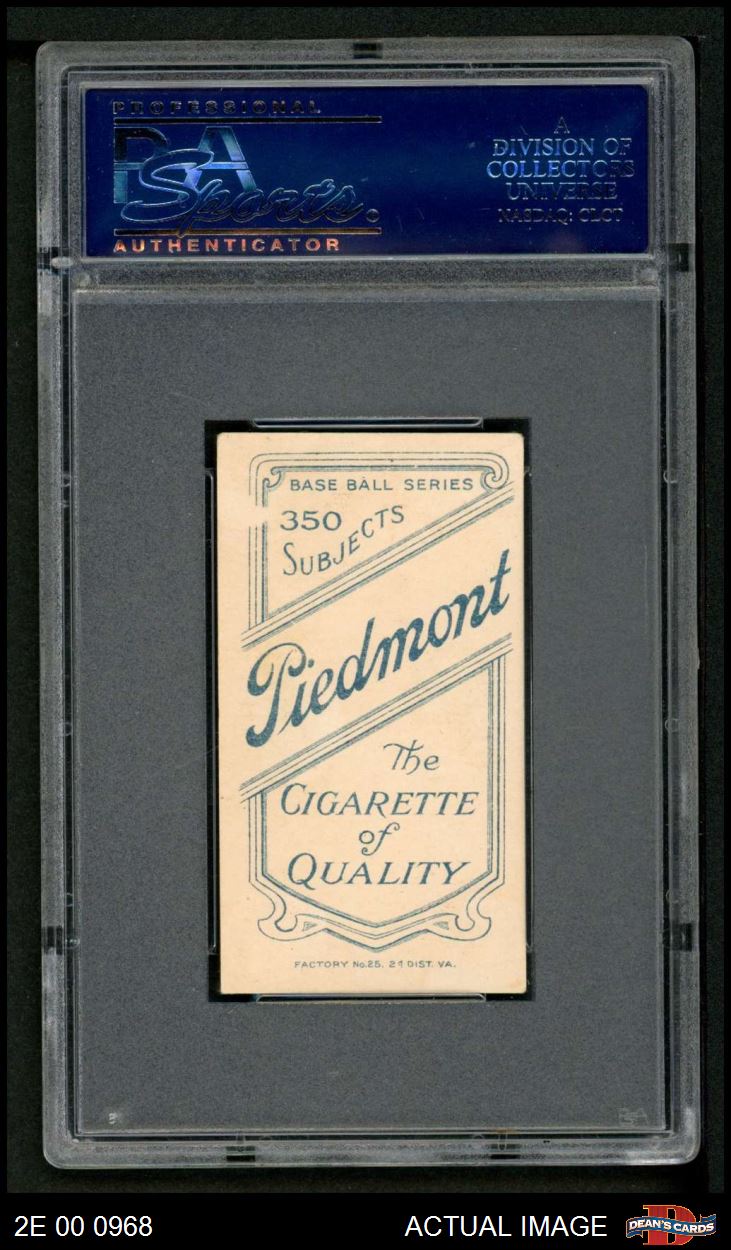 PROFESSIONAL
PSA
Sports
AUTHENTICATOR
A
DIVISION OF
COLLECTORS
UNIVERSE
NASDAQ: CLCT
BASE BALL SERIES
350
SUBJECTS
Piedmont
The
CIGARETTE
of
QUALITY
FACTORY No.25, 2d DIST. VA.
2E 00 0968
ACTUAL IMAGE
DEAN'S CARDS